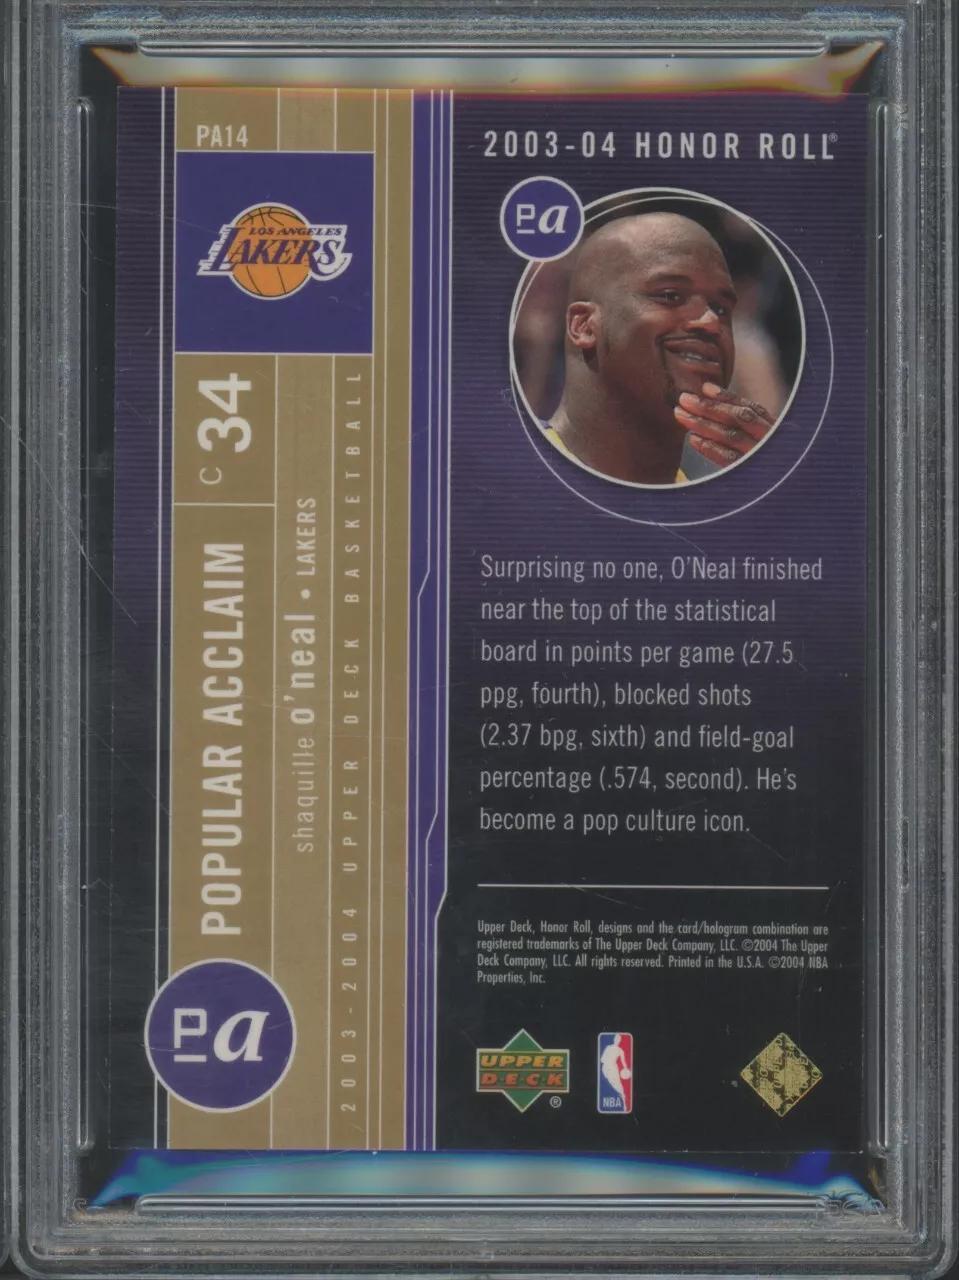 PA14
LOS ANGELES
LAKERS
C 34
POPULAR ACCLAIM
shaquille o'neal • LAKERS
2003-2004 UPPER DECK BASKETBALL
Pa
2003-04 HONOR ROLL®
Pa
Surprising no one, O'Neal finished
near the top of the statistical
board in points per game (27.5
ppg, fourth), blocked shots
(2.37 bpg, sixth) and field-goal
percentage (.574, second). He's
become a pop culture icon.
Upper Deck, Honor Roll, designs and the card/hologram combination are
registered trademarks of The Upper Deck Company, LLC. ©2004 The Upper
Deck Company, LLC. All rights reserved. Printed in the U.S.A. ©2004 NBA
Properties, Inc.
UPPER
DECK
®
NBA